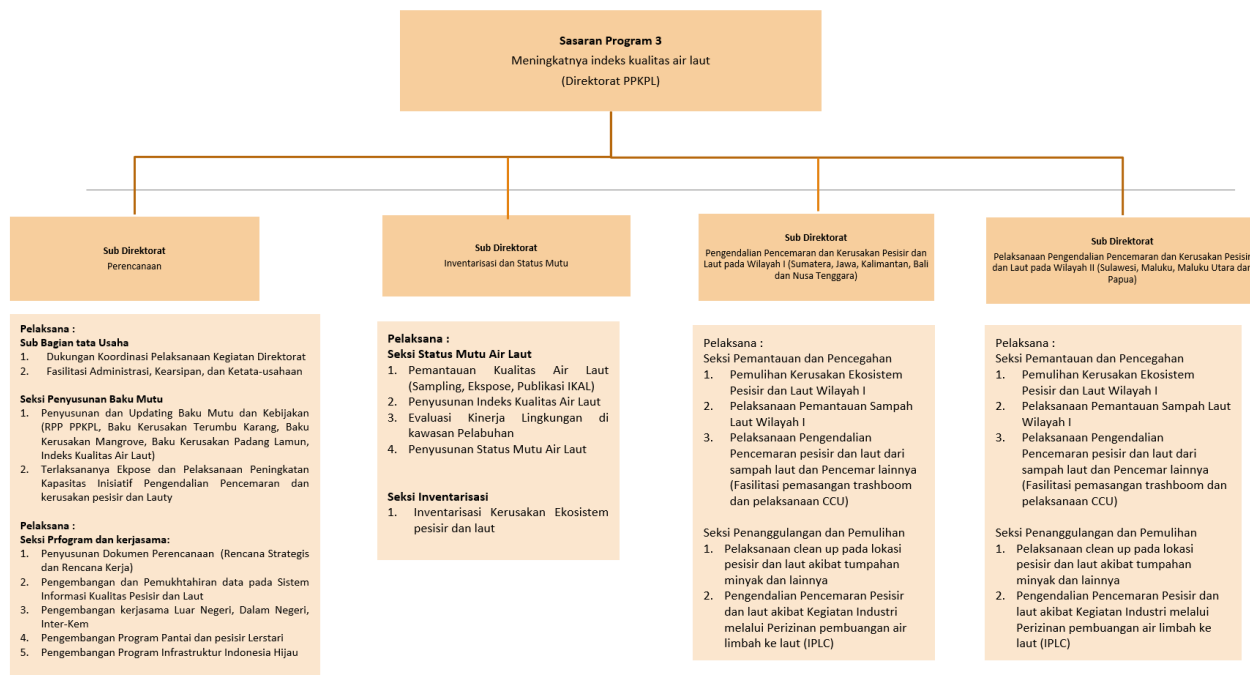 Sasaran Program 3
Meningkatnya indeks kualitas air laut
(Direktorat PPKPL)
Sub Direktorat
Perencanaan
Sub Direktorat
Inventarisasi dan Status Mutu
Sub Direktorat
Pengendalian Pencemaran dan Kerusakan Pesisir dan
Laut pada Wilayah I (Sumatera, Jawa, Kalimantan, Bali
dan Nusa Tenggara)
Sub Direktorat
Pelaksanaan Pengendalian Pencemaran dan Kerusakan Pesisir
dan Laut pada Wilayah II (Sulawesi, Maluku, Maluku Utara dan
Papua)
Pelaksana :
Sub Bagian tata Usaha
1. Dukungan Koordinasi Pelaksanaan Kegiatan Direktorat
2. Fasilitasi Administrasi, Kearsipan, dan Ketata-usahaan
Seksi Penyusunan Baku Mutu
1. Penyusunan dan Updating Baku Mutu dan Kebijakan
(RPP PPKPL, Baku Kerusakan Terumbu Karang, Baku
Kerusakan Mangrove, Baku Kerusakan Padang Lamun,
Indeks Kualitas Air Laut)
2. Terlaksananya Ekpose dan Pelaksanaan Peningkatan
Kapasitas Inisiatif Pengendalian Pencemaran dan
kerusakan pesisir dan Lauty
Pelaksana :
Seksi Prfogram dan kerjasama:
1. Penyusunan Dokumen Perencanaan (Rencana Strategis
dan Rencana Kerja)
2. Pengembangan dan Pemukhtahiran data pada Sistem
Informasi Kualitas Pesisir dan Laut
3. Pengembangan kerjasama Luar Negeri, Dalam Negeri,
Inter-Kem
4. Pengembangan Program Pantai dan pesisir Lerstari
5. Pengembangan Program Infrastruktur Indonesia Hijau
Pelaksana :
Seksi Status Mutu Air Laut
1. Pemantauan Kualitas Air Laut
(Sampling, Ekspose, Publikasi IKAL)
2. Penyusunan Indeks Kualitas Air Laut
3. Evaluasi Kinerja Lingkungan di
kawasan Pelabuhan
4. Penyusunan Status Mutu Air Laut
Seksi Inventarisasi
1. Inventarisasi Kerusakan Ekosistem
pesisir dan laut
Pelaksana :
Seksi Pemantauan dan Pencegahan
1. Pemulihan Kerusakan Ekosistem
Pesisir dan Laut Wilayah I
2. Pelaksanaan Pemantauan Sampah
Laut Wilayah I
3. Pelaksanaan Pengendalian
Pencemaran pesisir dan laut dari
sampah laut dan Pencemar lainnya
(Fasilitasi pemasangan trashboom
dan pelaksanaan CCU)
Seksi Penanggulangan dan Pemulihan
1. Pelaksanaan clean up pada lokasi
pesisir dan laut akibat tumpahan
minyak dan lainnya
2. Pengendalian Pencemaran Pesisir
dan laut akibat Kegiatan Industri
melalui Perizinan pembuangan air
limbah ke laut (IPLC)
Pelaksana :
Seksi Pemantauan dan Pencegahan
1. Pemulihan Kerusakan Ekosistem
Pesisir dan Laut Wilayah I
2. Pelaksanaan Pemantauan Sampah Laut
Wilayah I
3. Pelaksanaan Pengendalian
Pencemaran pesisir dan laut dari
sampah laut dan Pencemar lainnya
(Fasilitasi pemasangan trashboom dan
pelaksanaan CCU)
Seksi Penanggulangan dan Pemulihan
1. Pelaksanaan clean up pada lokasi
pesisir dan laut akibat tumpahan
minyak dan lainnya
2. Pengendalian Pencemaran Pesisir dan
laut akibat Kegiatan Industri melalui
Perizinan pembuangan air limbah ke
laut (IPLC)